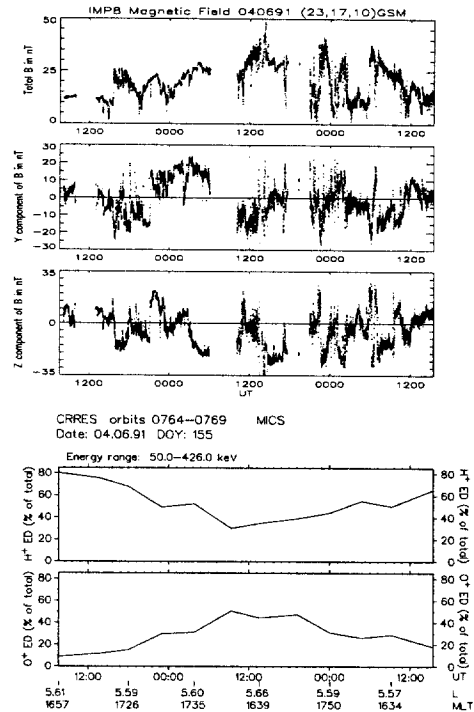 IMP8 Magnetic Field 040691 (23,17,10)GSM
Total B in nT
50
25
0
1200 0000 1200 0000 1200
Y component of B in nT
30
20
10
0
-10
-20
-30
1200 0000 1200 0000 1200
Z component of B in nT
35
0
-35
1200 0000 1200 0000 1200
UT
CRRES orbits 0764-0769 MICS
Date: 04.06.91 DOY: 155
Energy range: 50.0-426.0 keV
H+ ED (% of total)
80
60
40
20
0
80
60
40
20
0
H+ ED (% of total)
O+ ED (% of total)
80
60
40
20
0
80
60
40
20
0
O+ ED (% of total)
12:00 00:00 12:00 00:00 12:00 UT
5.61 5.59 5.60 5.66 5.59 5.57 L
1657 1726 1735 1639 1750 1634 MLT